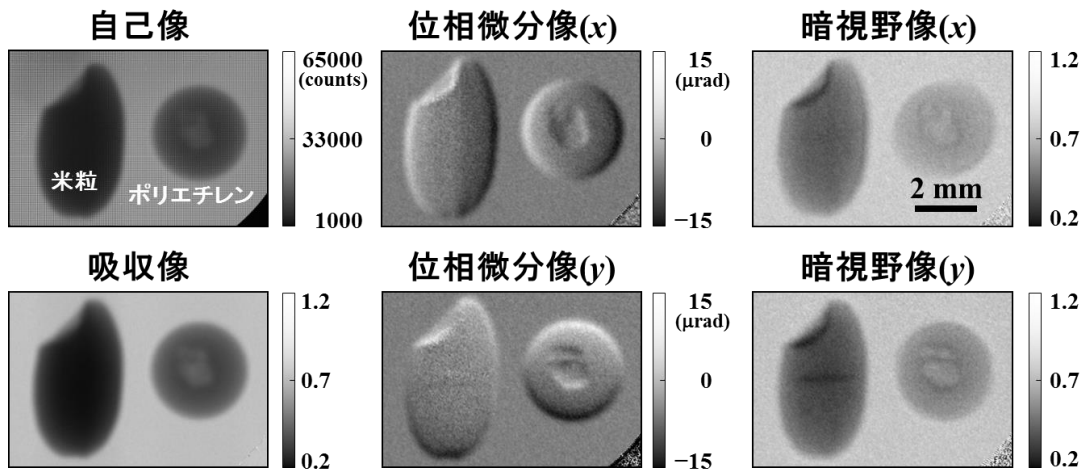 自己像
65000
(counts)
33000
1000
米粒
ポリエチレン
位相微分像(x)
15
(μrad)
0
−15
暗視野像(x)
1.2
0.7
0.2
2 mm
吸収像
1.2
0.7
0.2
位相微分像(y)
15
(μrad)
0
−15
暗視野像(y)
1.2
0.7
0.2